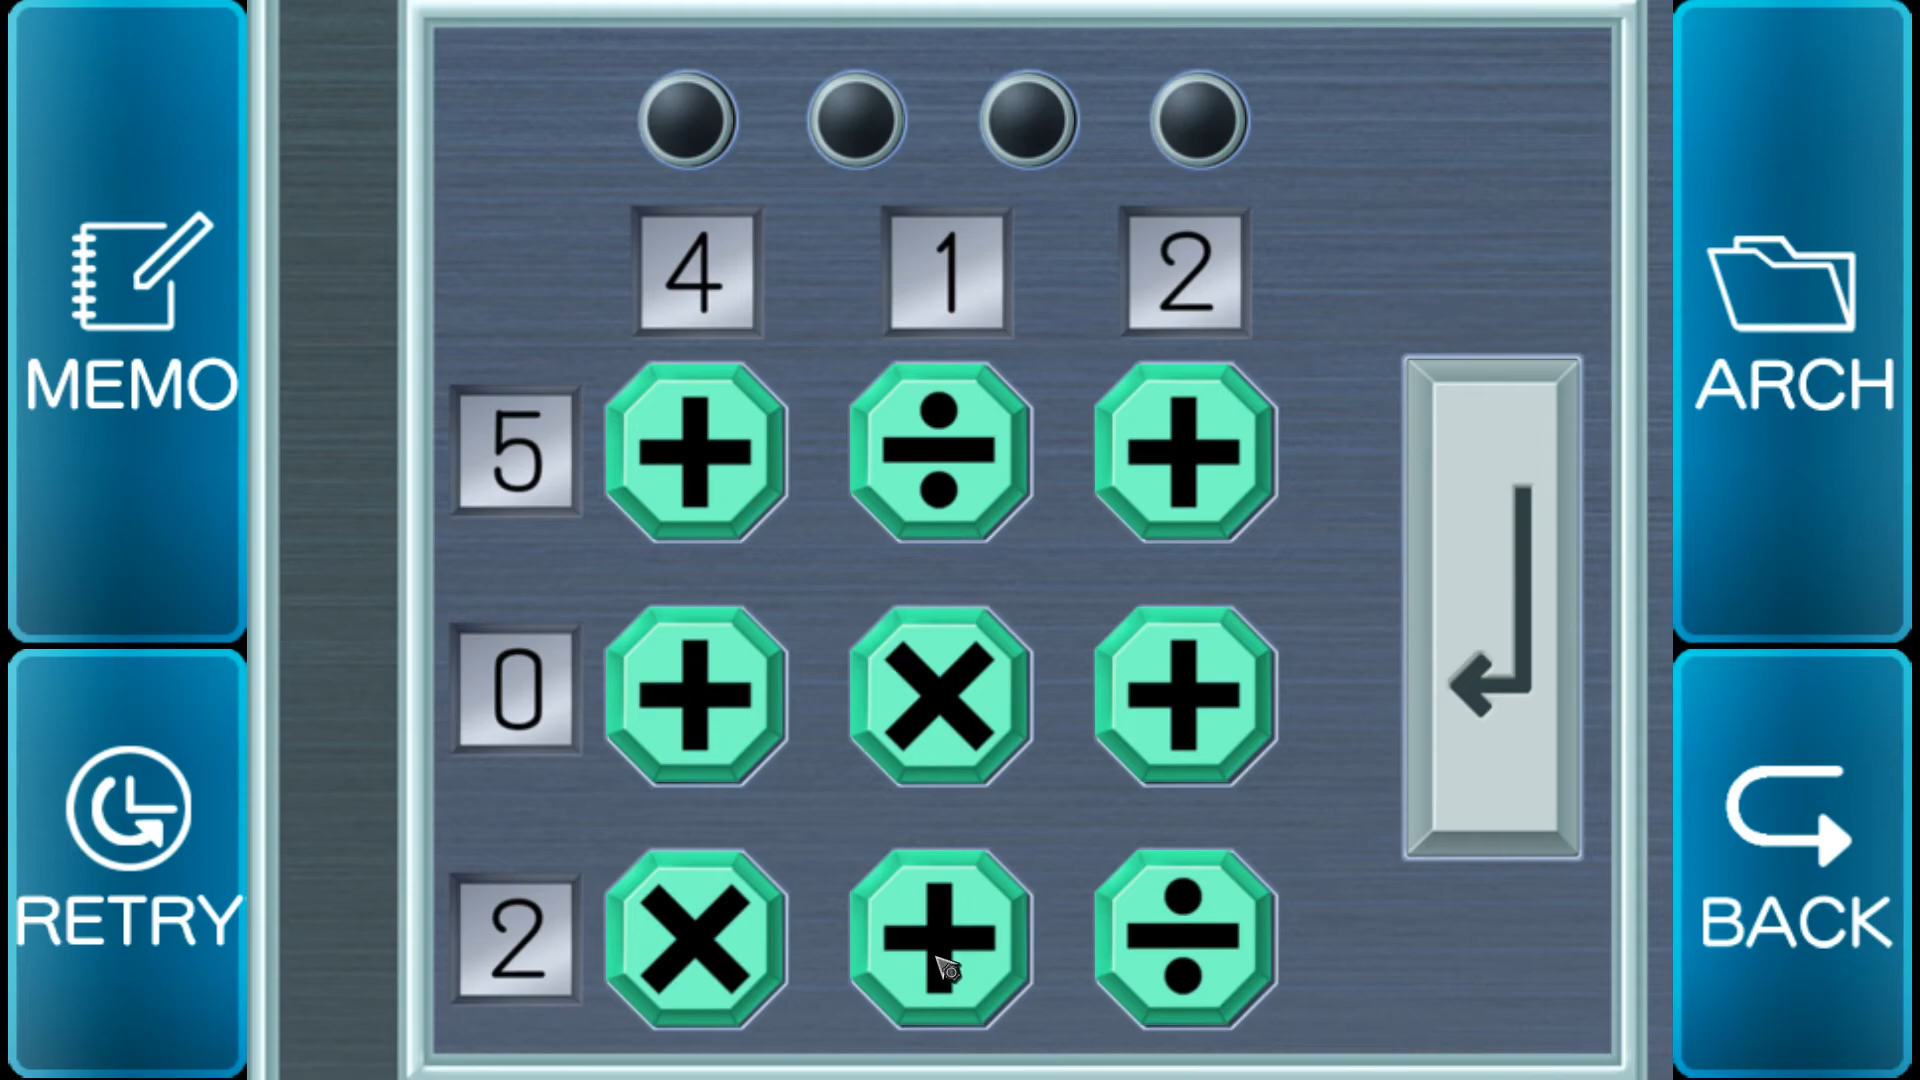 4 1 2
5 + ÷ +
MEMO
ARCH
0 + × +
2 × + ÷
RETRY
BACK